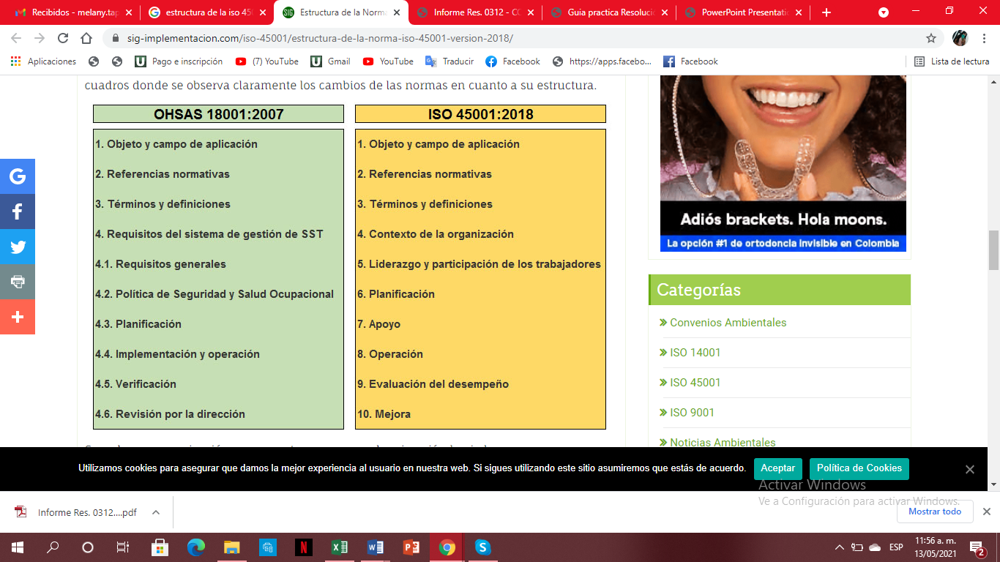 Recibidos - melany.tap
estructura de la iso 450
Estructura de la Norma
Informe Res. 0312 - CO
Guia practica Resolució
PowerPoint Presentatio
sig-implementacion.com/iso-45001/estructura-de-la-norma-iso-45001-version-2018/
Aplicaciones
Pago e inscripción
(7) YouTube
Gmail
YouTube
Traducir
Facebook
https://apps.facebo...
Facebook
Lista de lectura
cuadros donde se observa claramente los cambios de las normas en cuanto a su estructura.
OHSAS 18001:2007
1. Objeto y campo de aplicación
2. Referencias normativas
3. Términos y definiciones
4. Requisitos del sistema de gestión de SST
4.1. Requisitos generales
4.2. Política de Seguridad y Salud Ocupacional
4.3. Planificación
4.4. Implementación y operación
4.5. Verificación
4.6. Revisión por la dirección
ISO 45001:2018
1. Objeto y campo de aplicación
2. Referencias normativas
3. Términos y definiciones
4. Contexto de la organización
5. Liderazgo y participación de los trabajadores
6. Planificación
7. Apoyo
8. Operación
9. Evaluación del desempeño
10. Mejora
Adiós brackets. Hola moons.
La opción #1 de ortodoncia invisible en Colombia
Categorías
Convenios Ambientales
ISO 14001
ISO 45001
ISO 9001
Noticias Ambientales
Utilizamos cookies para asegurar que damos la mejor experiencia al usuario en nuestra web. Si sigues utilizando este sitio asumiremos que estás de acuerdo.
Aceptar
Política de Cookies
Activar Windows
Ve a Configuración para activar Windows.
Informe Res. 0312....pdf
Mostrar todo
ESP
11:56 a. m.
13/05/2021
2